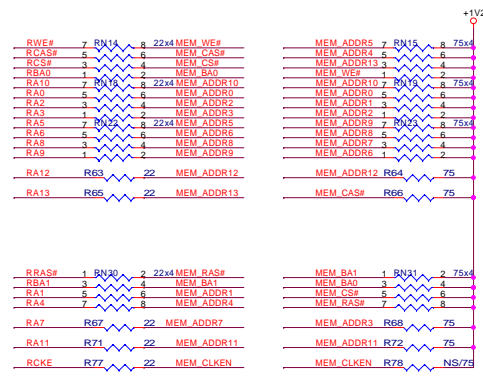 +1V2
RWE# 7 RN14 8 22x4 MEM_WE# MEM_ADDR5 7 RN15 8 75x4
RCAS# 5 6 MEM_CAS# MEM_ADDR4 5 6
RCS# 3 4 MEM_CS# MEM_ADDR13 3 4
RBA0 1 2 MEM_BA0 MEM_WE# 1 2
RA10 7 RN18 8 22x4 MEM_ADDR10 MEM_ADDR10 7 RN19 8 75x4
RA0 5 6 MEM_ADDR0 MEM_ADDR0 5 6
RA2 3 4 MEM_ADDR2 MEM_ADDR1 3 4
RA3 1 2 MEM_ADDR3 MEM_ADDR2 1 2
RA5 7 RN22 8 22x4 MEM_ADDR5 MEM_ADDR9 7 RN23 8 75x4
RA6 5 6 MEM_ADDR6 MEM_ADDR8 5 6
RA8 3 4 MEM_ADDR8 MEM_ADDR7 3 4
RA9 1 2 MEM_ADDR9 MEM_ADDR6 1 2
RA12 R63 22 MEM_ADDR12 MEM_ADDR12 R64 75
RA13 R65 22 MEM_ADDR13 MEM_CAS# R66 75
RRAS# 1 RN30 2 22x4 MEM_RAS# MEM_BA1 1 RN31 2 75x4
RBA1 3 4 MEM_BA1 MEM_BA0 3 4
RA1 5 6 MEM_ADDR1 MEM_CS# 5 6
RA4 7 8 MEM_ADDR4 MEM_RAS# 7 8
RA7 R67 22 MEM_ADDR7 MEM_ADDR3 R68 75
RA11 R71 22 MEM_ADDR11 MEM_ADDR11 R72 75
RCKE R77 22 MEM_CLKEN MEM_CLKEN R78 NS/75